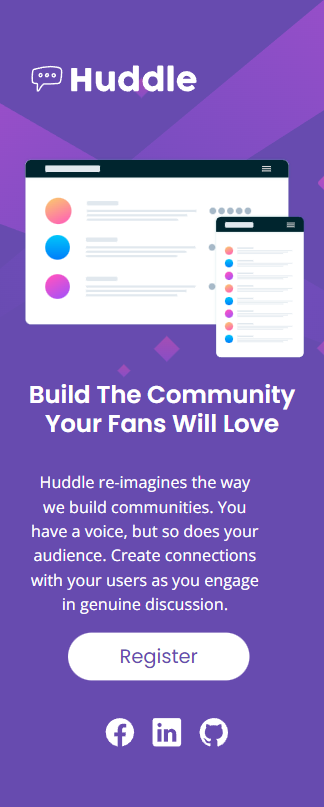 Huddle
Build The Community
Your Fans Will Love
Huddle re-imagines the way
we build communities. You
have a voice, but so does your
audience. Create connections
with your users as you engage
in genuine discussion.
Register